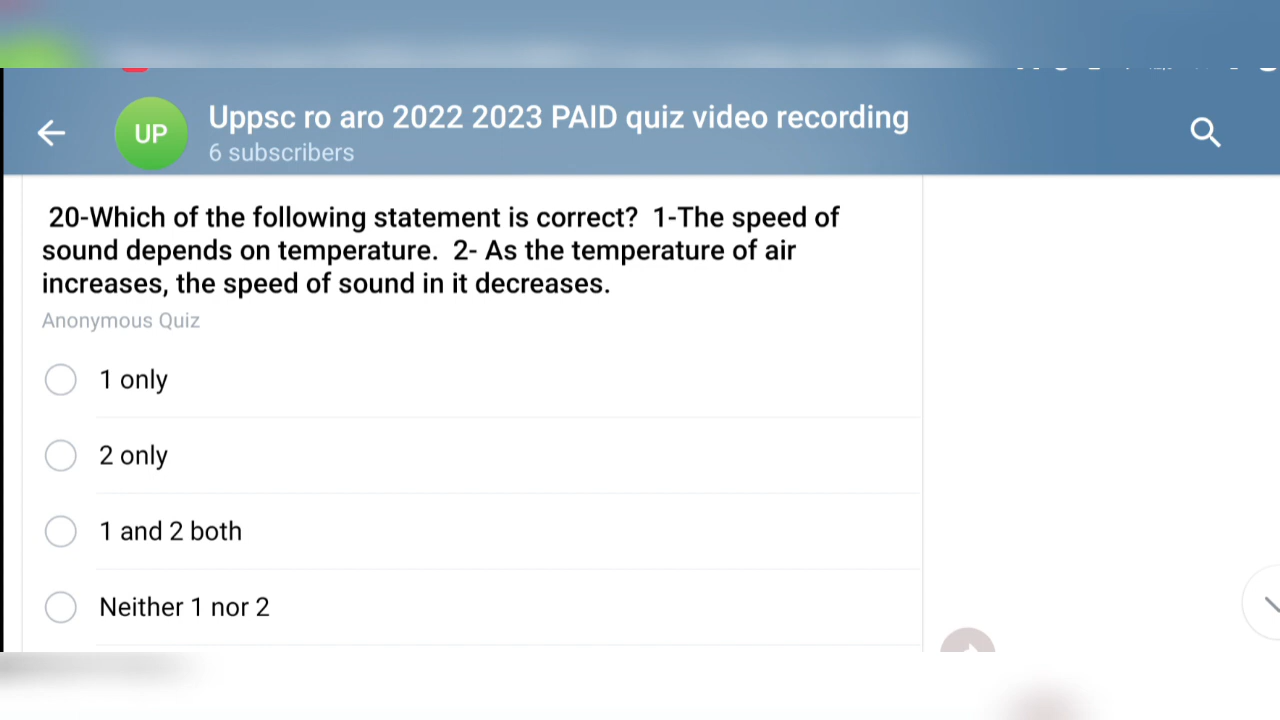 UP
Uppsc ro aro 2022 2023 PAID quiz video recording
6 subscribers
20-Which of the following statement is correct?  1-The speed of
sound depends on temperature.  2- As the temperature of air
increases, the speed of sound in it decreases.
Anonymous Quiz
1 only
2 only
1 and 2 both
Neither 1 nor 2